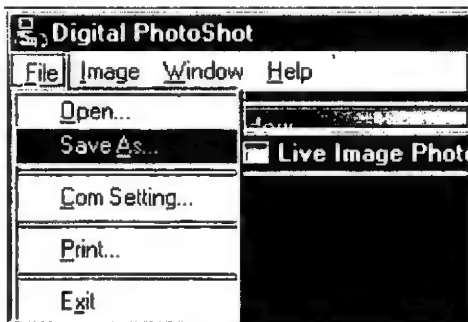 Digital PhotoShot
File Image Window Help
Open...
Save As...
Live Image Phot
Com Setting...
Print...
Exit